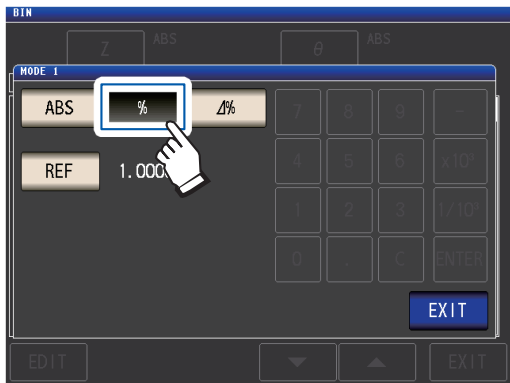 BIN
Z ABS θ ABS
MODE 1
ABS % Δ% 7 8 9 -
REF 1.000 4 5 6 x10³
1 2 3 1/10³
0 . C ENTER
EXIT
EDIT EXIT